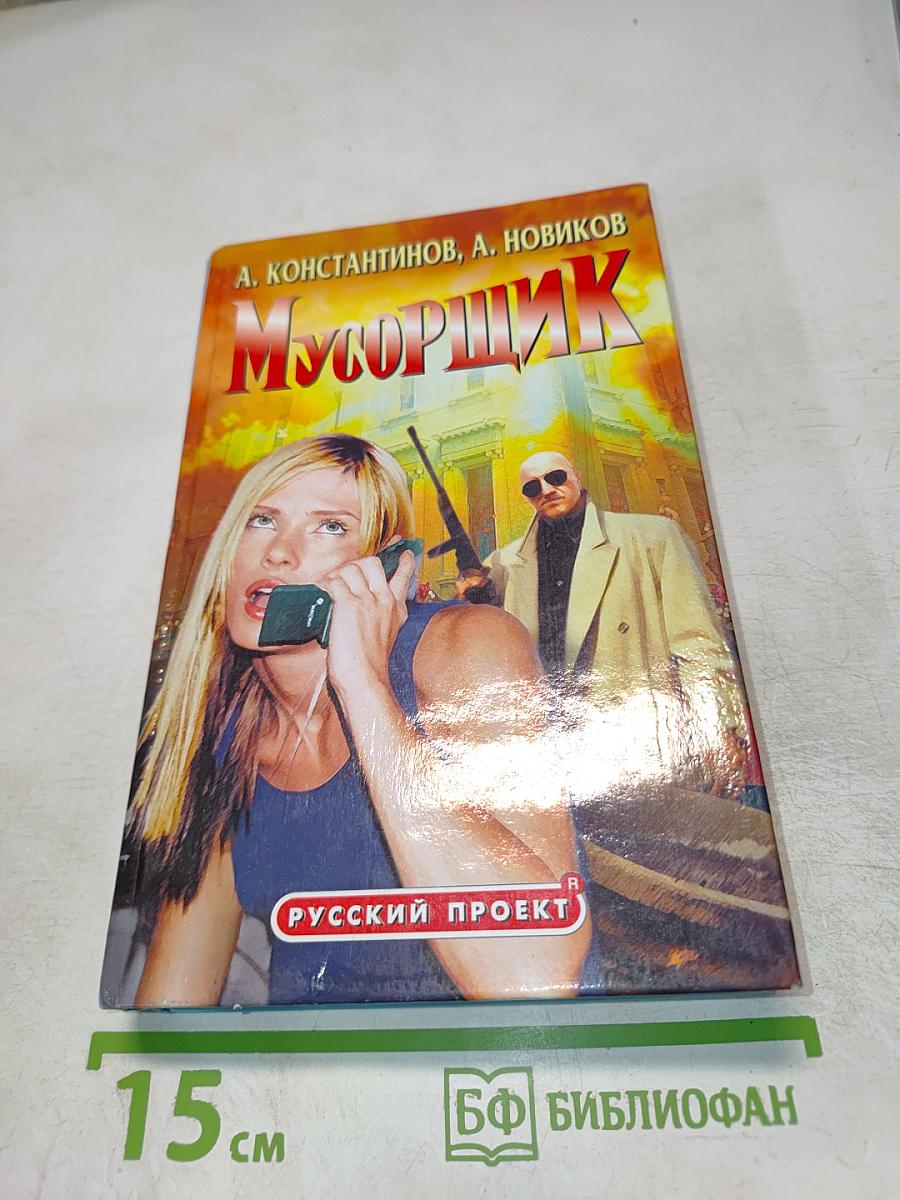 А. КОНСТАНТИНОВ, А. НОВИКОВ
МУСОРЩИК
РУССКИЙ ПРОЕКТ R
15 см
БФ БИБЛИОФАН